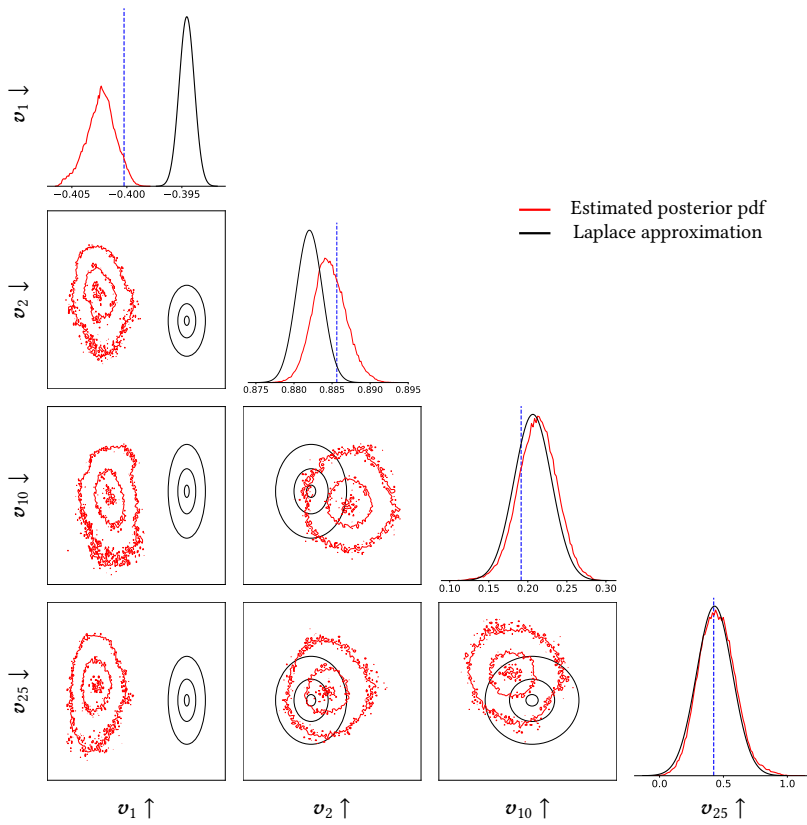 v1 ↑
−0.405 −0.400 −0.395
Estimated posterior pdf
Laplace approximation
v2 ↑
0.875 0.880 0.885 0.890 0.895
v10 ↑
0.10 0.15 0.20 0.25 0.30
v25 ↑
0.0 0.5 1.0
v1 ↑ v2 ↑ v10 ↑ v25 ↑